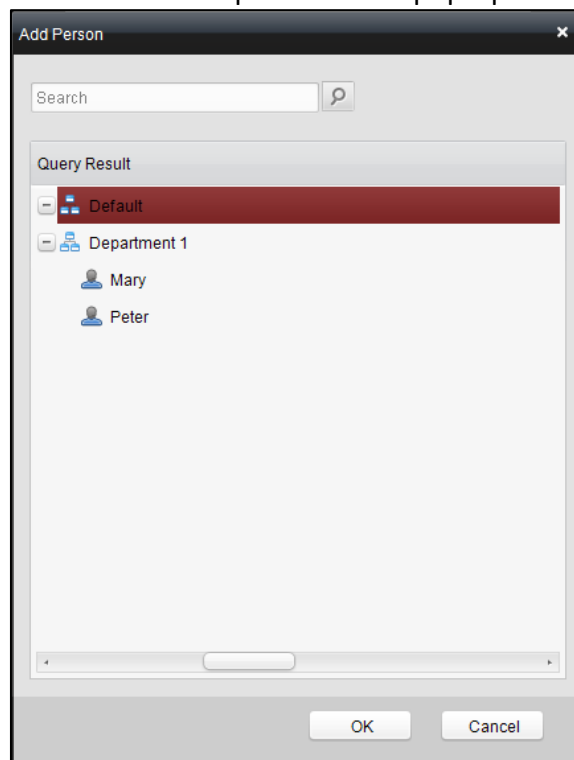 Add Person
Search
Query Result
Default
Department 1
Mary
Peter
OK Cancel